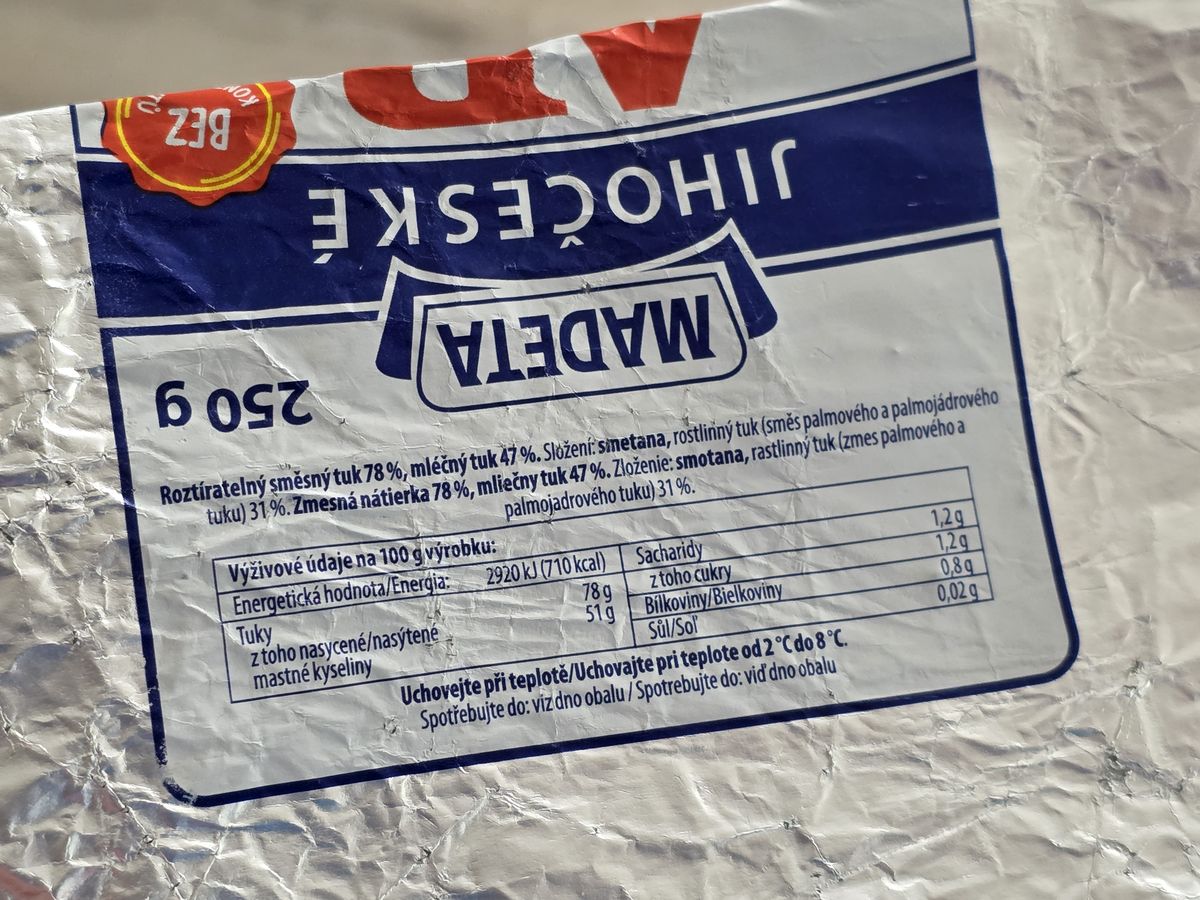 BEZ
JIHOČESKÉ
MADETA
250 g
Roztíratelný směsný tuk 78 %, mléčný tuk 47 %. Složení: smetana, rostlinný tuk (směs palmového a palmojádrového
tuku) 31 %. Zmesná nátierka 78 %, mliečny tuk 47 %. Zloženie: smotana, rastlinný tuk (zmes palmového a
palmojadrového tuku) 31 %.
Výživové údaje na 100 g výrobku:
Energetická hodnota/Energia: 2920 kJ (710 kcal)
Tuky 78 g
z toho nasycené/nasýtené 51 g
mastné kyseliny
Sacharidy 1,2 g
z toho cukry 1,2 g
Bílkoviny/Bielkoviny 0,8 g
Sůl/Soľ 0,02 g
Uchovejte při teplotě/Uchovajte pri teplote od 2 °C do 8 °C.
Spotřebujte do: viz dno obalu / Spotrebujte do: viď dno obalu